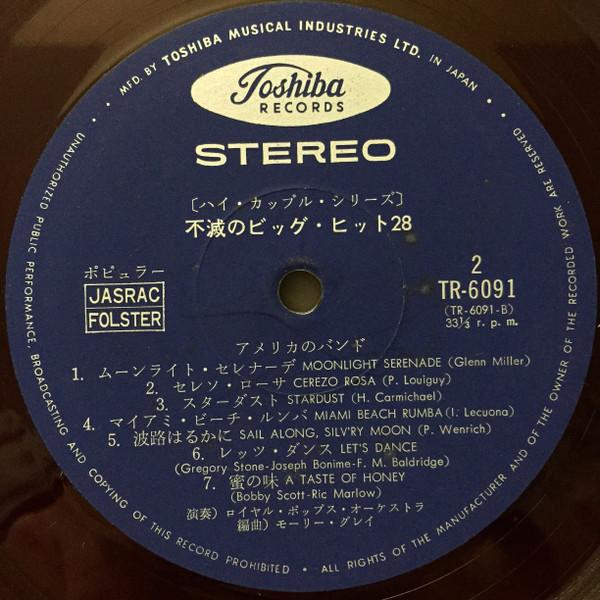 • MFD. BY TOSHIBA MUSICAL INDUSTRIES LTD. IN JAPAN •
Toshiba
RECORDS
STEREO
〔ハイ・カップル・シリーズ〕
不滅のビッグ・ヒット28
ポピュラー
JASRAC
FOLSTER
2
TR-6091
(TR-6091-B)
33⅓ r. p. m.
アメリカのバンド
1. ムーンライト・セレナーデ MOONLIGHT SERENADE (Glenn Miller)
2. セレソ・ローサ CEREZO ROSA (P. Louiguy)
3. スターダスト STARDUST (H. Carmichael)
4. マイアミ・ビーチ・ルンバ MIAMI BEACH RUMBA (I. Lecuona)
5. 波路はるかに SAIL ALONG, SILV'RY MOON (P. Wenrich)
6. レッツ・ダンス LET'S DANCE
(Gregory Stone-Joseph Bonime-F. M. Baldridge)
7. 蜜の味 A TASTE OF HONEY
(Bobby Scott-Ric Marlow)
演奏）ロイヤル・ポップス・オーケストラ
編曲）モーリー・グレイ
UNAUTHORIZED PUBLIC PERFORMANCE, BROADCASTING AND COPYING OF THIS RECORD PROHIBITED • ALL RIGHTS OF THE MANUFACTURER AND OF THE OWNER OF THE RECORDED WORK ARE RESERVED